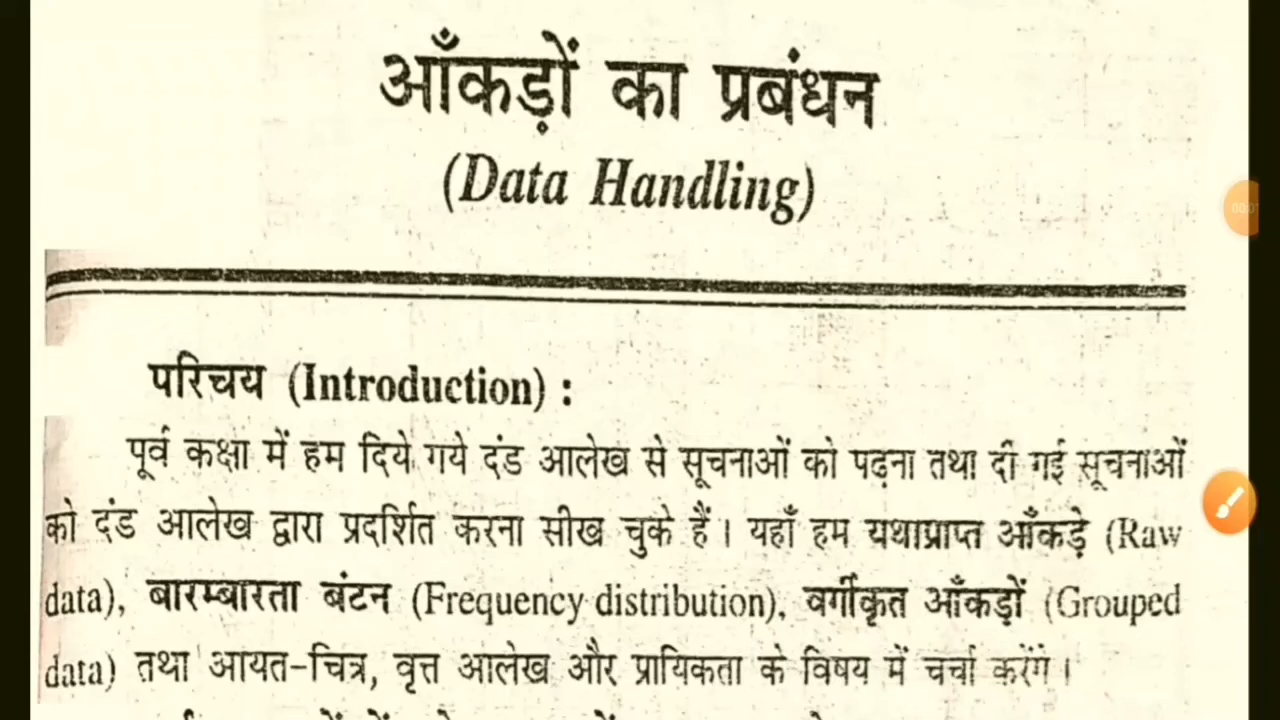 आँकड़ों का प्रबंधन
(Data Handling)
परिचय (Introduction) :
पूर्व कक्षा में हम दिये गये दंड आलेख से सूचनाओं को पढ़ना तथा दी गई सूचनाओं
को दंड आलेख द्वारा प्रदर्शित करना सीख चुके हैं। यहाँ हम यथाप्राप्त आँकड़े (Raw
data), बारम्बारता बंटन (Frequency distribution), वर्गीकृत आँकड़ों (Grouped
data) तथा आयत-चित्र, वृत्त आलेख और प्रायिकता के विषय में चर्चा करेंगे।